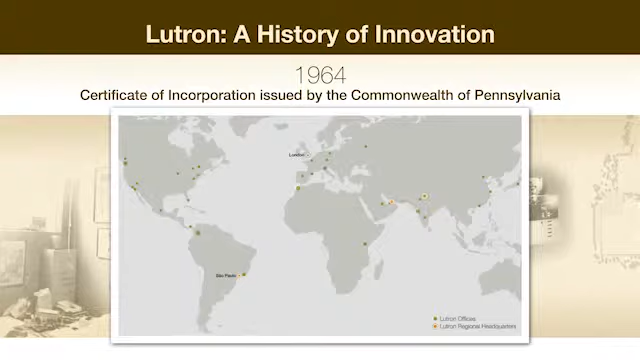 Lutron: A History of Innovation
1964
Certificate of Incorporation issued by the Commonwealth of Pennsylvania
London
São Paulo
Lutron Offices
Lutron Regional Headquarters